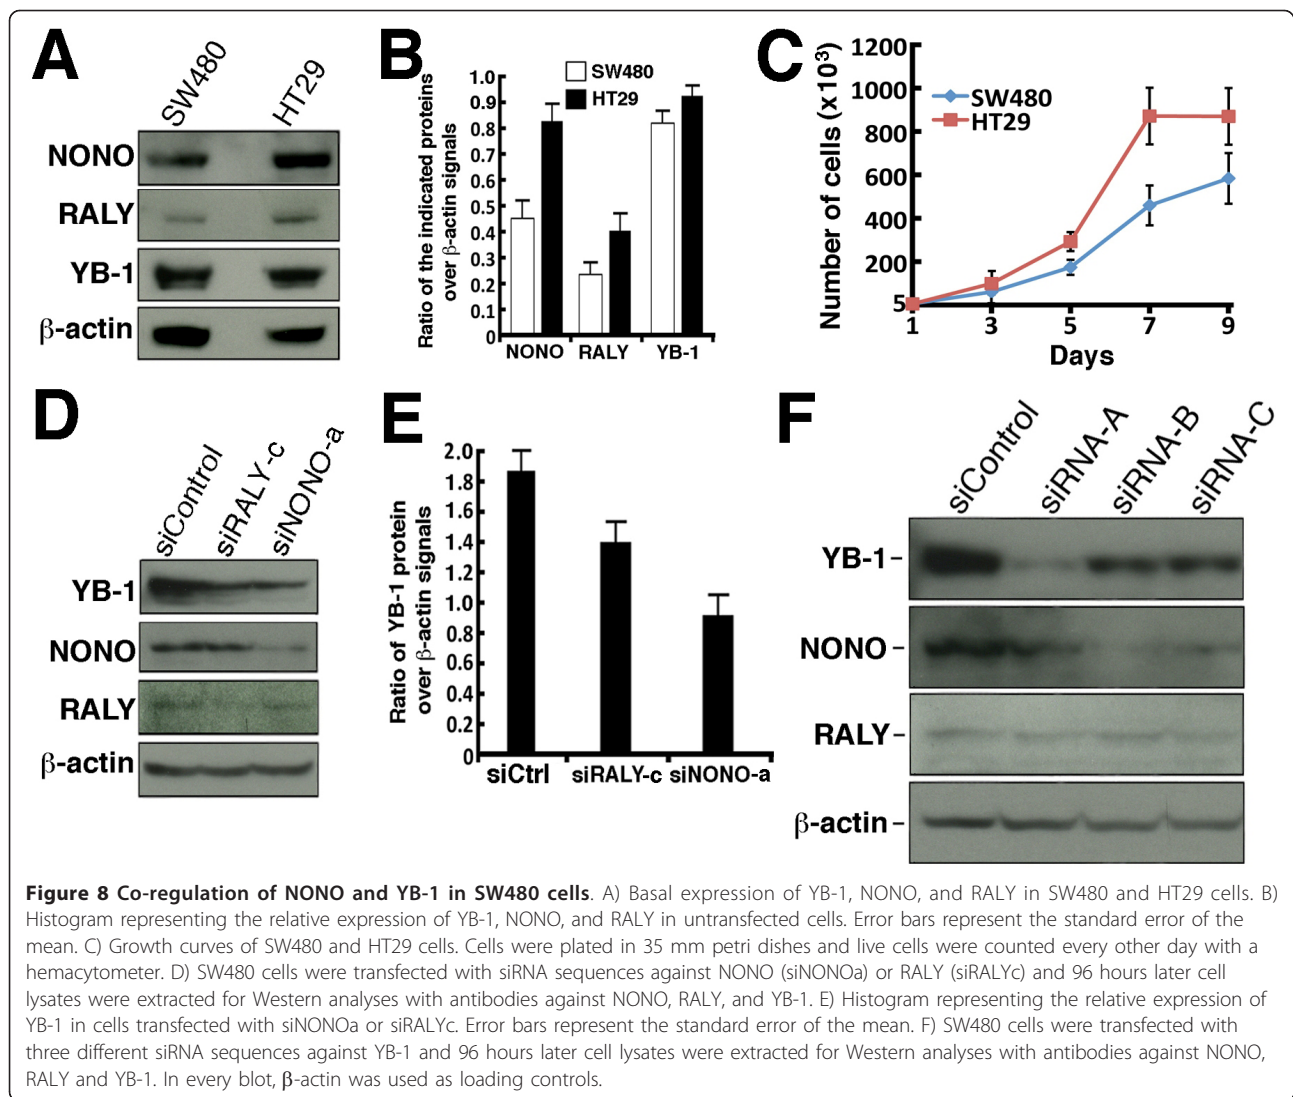 A
SW480
HT29
NONO
RALY
YB-1
β-actin
B
Ratio of the indicated proteins
over β-actin signals
1.0
0.9
0.8
0.7
0.6
0.5
0.4
0.3
0.2
0.1
0
SW480
HT29
NONO
RALY
YB-1
C
Number of cells (x10³)
1200
1000
800
600
400
200
5
SW480
HT29
1
3
5
7
9
Days
D
siControl
siRALY-c
siNONO-a
YB-1
NONO
RALY
β-actin
E
Ratio of YB-1 protein
over β-actin signals
2.0
1.8
1.6
1.4
1.2
1.0
0.8
0.6
0.4
0.2
0
siCtrl
siRALY-c
siNONO-a
F
siControl
siRNA-A
siRNA-B
siRNA-C
YB-1
NONO
RALY
β-actin
Figure 8 Co-regulation of NONO and YB-1 in SW480 cells. A) Basal expression of YB-1, NONO, and RALY in SW480 and HT29 cells. B)
Histogram representing the relative expression of YB-1, NONO, and RALY in untransfected cells. Error bars represent the standard error of the
mean. C) Growth curves of SW480 and HT29 cells. Cells were plated in 35 mm petri dishes and live cells were counted every other day with a
hemacytometer. D) SW480 cells were transfected with siRNA sequences against NONO (siNONOa) or RALY (siRALYc) and 96 hours later cell
lysates were extracted for Western analyses with antibodies against NONO, RALY, and YB-1. E) Histogram representing the relative expression of
YB-1 in cells transfected with siNONOa or siRALYc. Error bars represent the standard error of the mean. F) SW480 cells were transfected with
three different siRNA sequences against YB-1 and 96 hours later cell lysates were extracted for Western analyses with antibodies against NONO,
RALY and YB-1. In every blot, β-actin was used as loading controls.